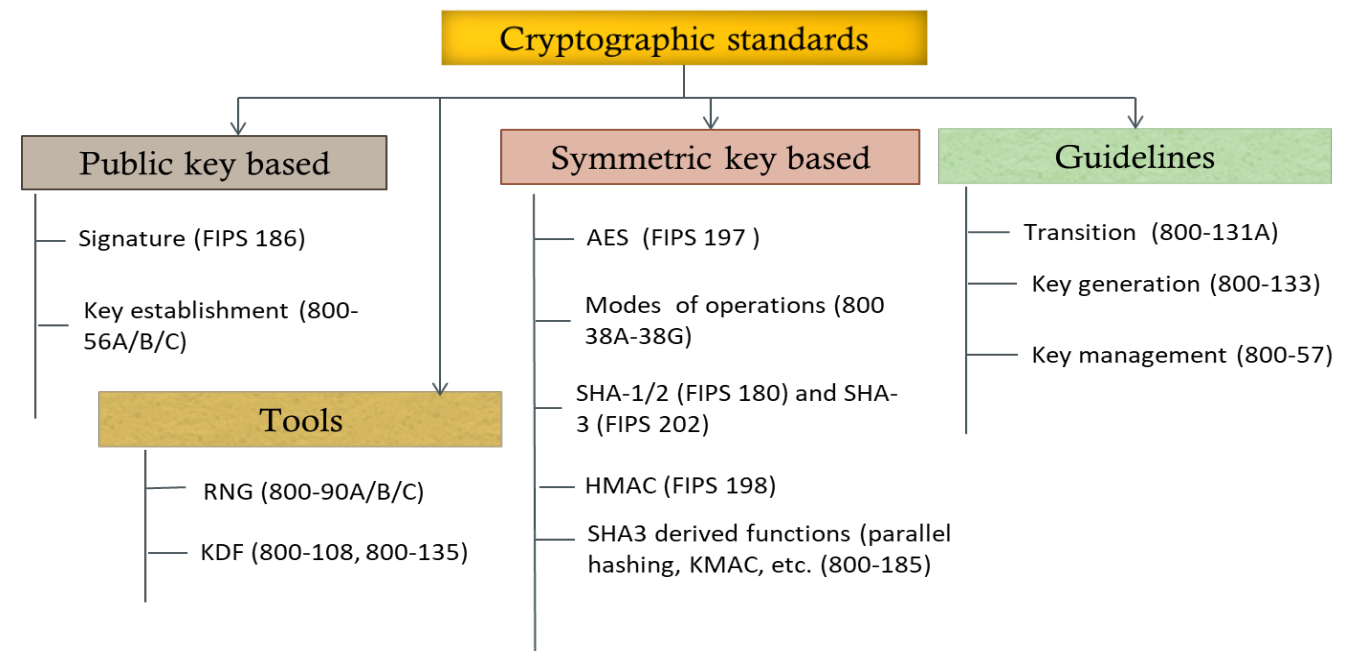 Cryptographic standards
Public key based
Signature (FIPS 186)
Key establishment (800-
56A/B/C)
Tools
RNG (800-90A/B/C)
KDF (800-108, 800-135)
Symmetric key based
AES (FIPS 197 )
Modes of operations (800
38A-38G)
SHA-1/2 (FIPS 180) and SHA-
3 (FIPS 202)
HMAC (FIPS 198)
SHA3 derived functions (parallel
hashing, KMAC, etc. (800-185)
Guidelines
Transition (800-131A)
Key generation (800-133)
Key management (800-57)